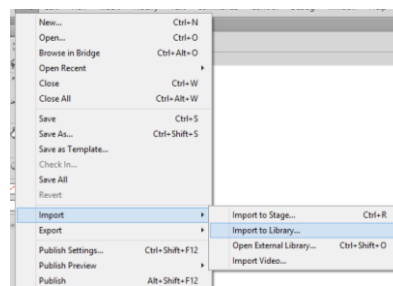 New... Ctrl+N
Open... Ctrl+O
Browse in Bridge Ctrl+Alt+O
Open Recent
Close Ctrl+W
Close All Ctrl+Alt+W
Save Ctrl+S
Save As... Ctrl+Shift+S
Save as Template...
Check In...
Save All
Revert
Import
Import to Stage... Ctrl+R
Export
Import to Library...
Publish Settings... Ctrl+Shift+F12
Open External Library... Ctrl+Shift+O
Publish Preview
Import Video...
Publish Alt+Shift+F12